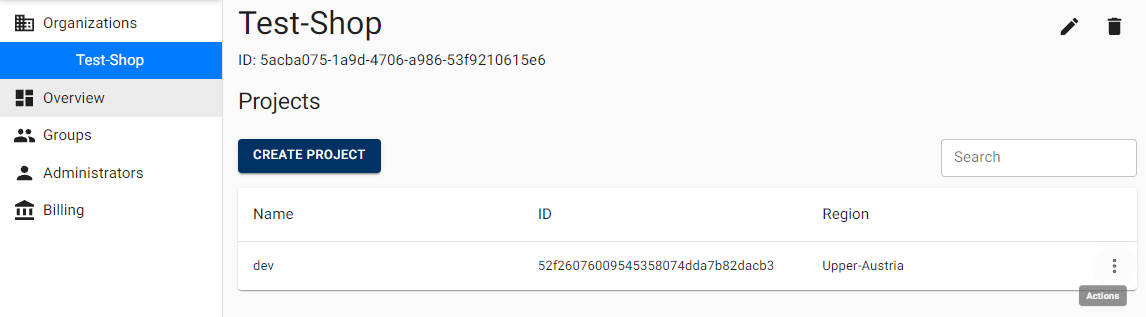 Organizations
Test-Shop
Overview
Groups
Administrators
Billing
Test-Shop
ID: 5acba075-1a9d-4706-a986-53f9210615e6
Projects
CREATE PROJECT
Search
Name ID Region
dev 52f26076009545358074dda7b82dacb3 Upper-Austria
Actions